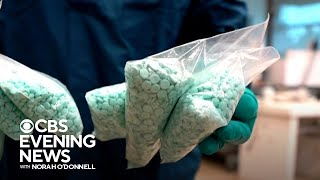 CBS
EVENING
NEWS
WITH NORAH O'DONNELL